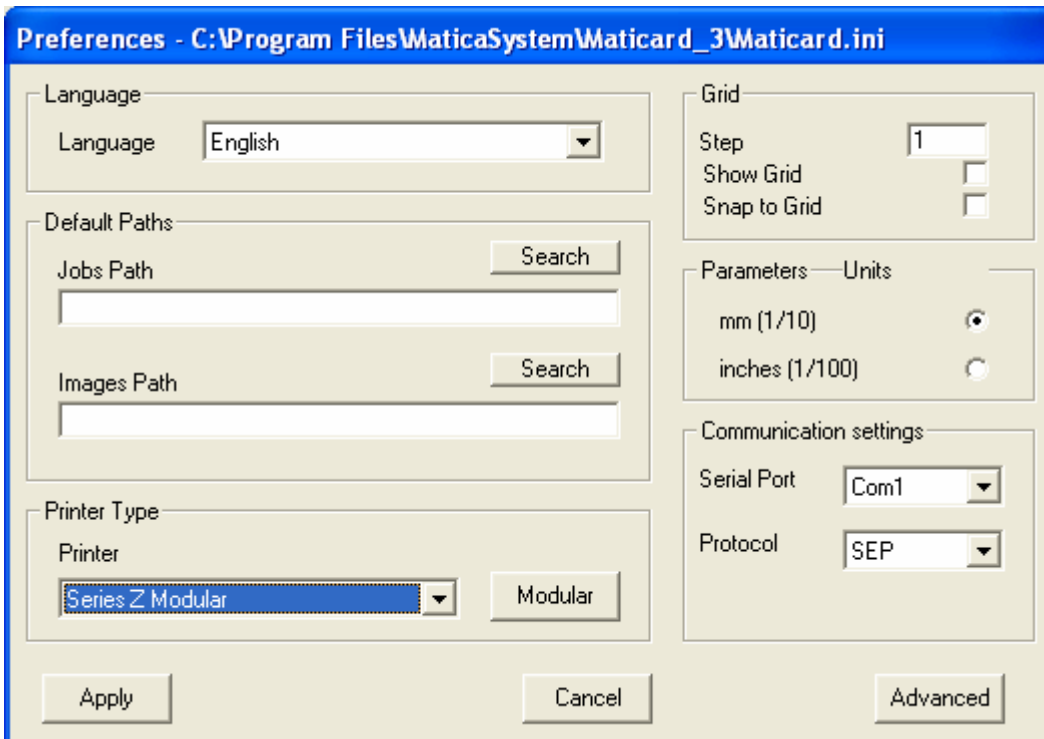 Preferences - C:\Program Files\MaticaSystem\Maticard_3\Maticard.ini
Language
Language English
Default Paths
Jobs Path Search
Images Path Search
Printer Type
Printer
Series Z Modular Modular
Grid
Step 1
Show Grid
Snap to Grid
Parameters Units
mm (1/10)
inches (1/100)
Communication settings
Serial Port Com1
Protocol SEP
Apply Cancel Advanced